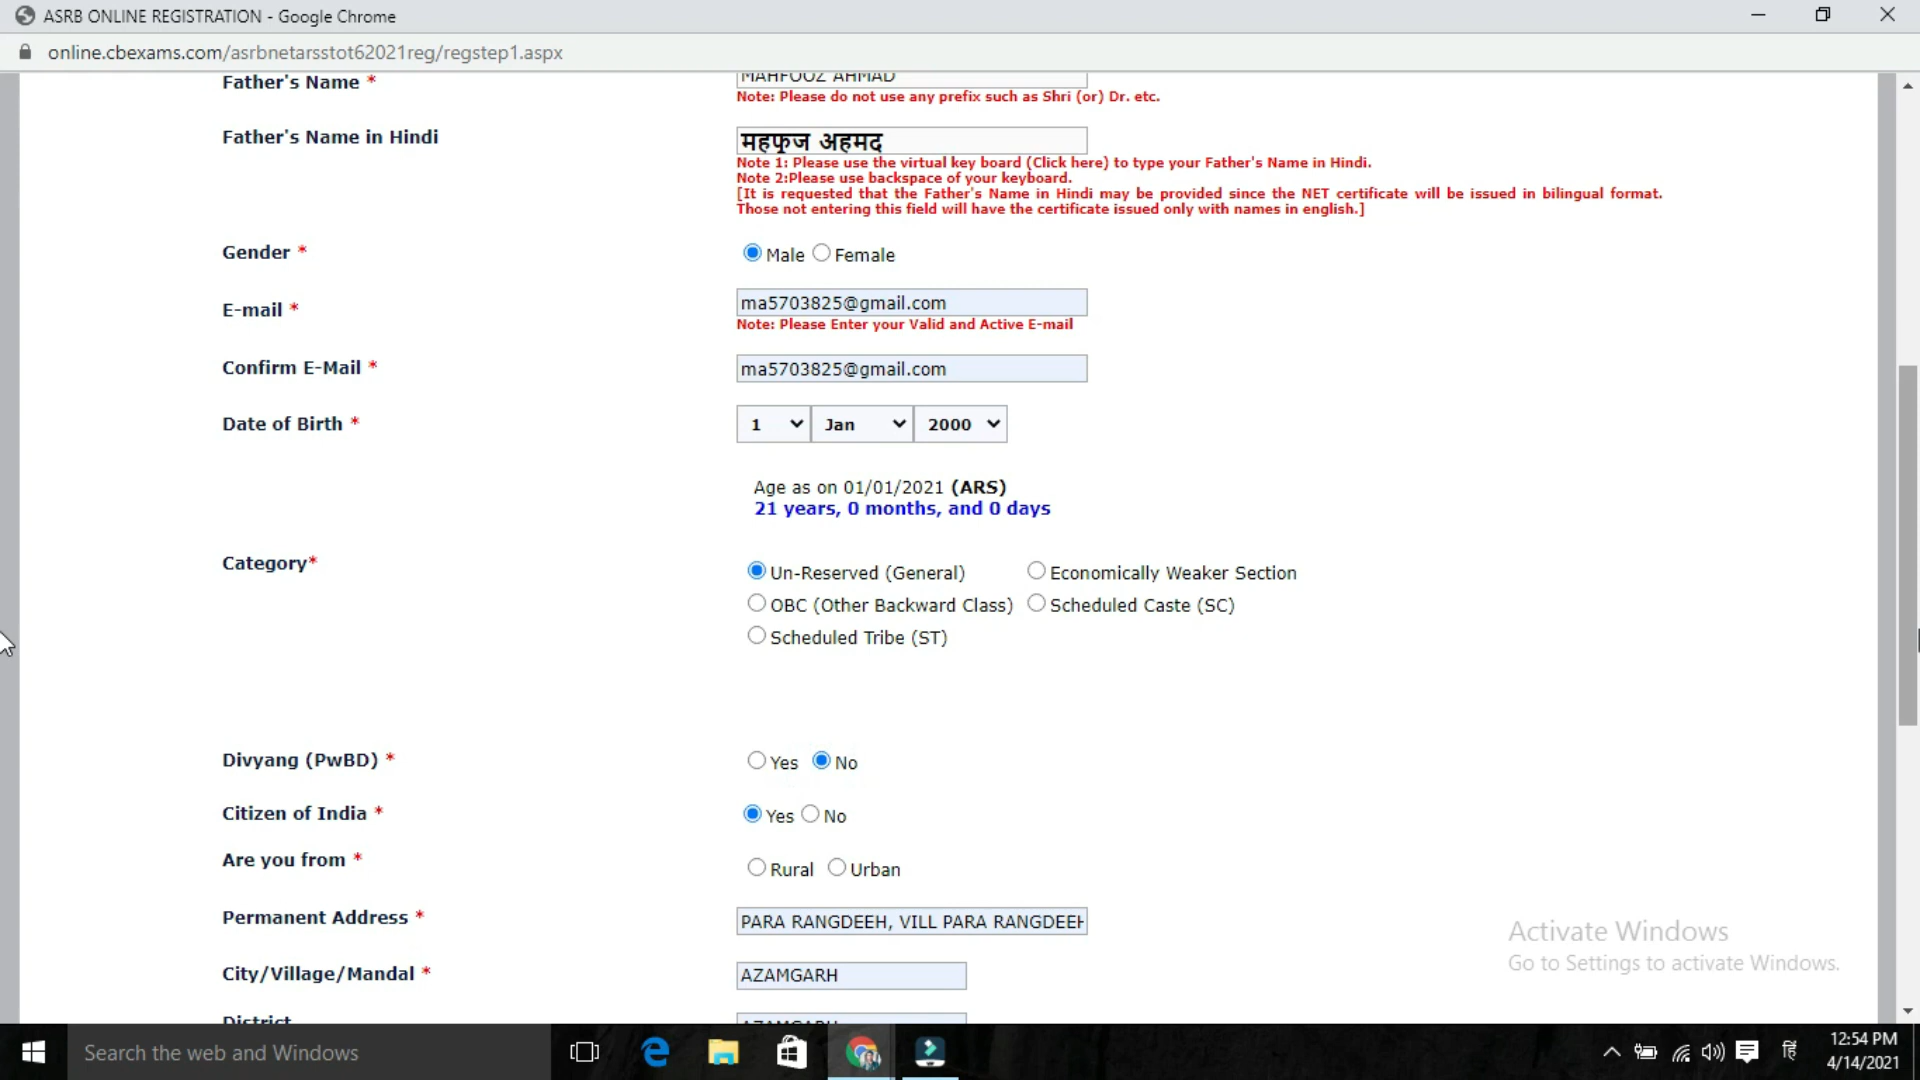 ASRB ONLINE REGISTRATION - Google Chrome
online.cbexams.com/asrbnetarsstot62021reg/regstep1.aspx
Father's Name * MAHFOOZ AHMAD
Note: Please do not use any prefix such as Shri (or) Dr. etc.
Father's Name in Hindi महफुज अहमद
Note 1: Please use the virtual key board (Click here) to type your Father's Name in Hindi.
Note 2:Please use backspace of your keyboard.
[It is requested that the Father's Name in Hindi may be provided since the NET certificate will be issued in bilingual format.
Those not entering this field will have the certificate issued only with names in english.]
Gender * Male Female
E-mail * ma5703825@gmail.com
Note: Please Enter your Valid and Active E-mail
Confirm E-Mail * ma5703825@gmail.com
Date of Birth * 1 Jan 2000
Age as on 01/01/2021 (ARS)
21 years, 0 months, and 0 days
Category* Un-Reserved (General) Economically Weaker Section
OBC (Other Backward Class) Scheduled Caste (SC)
Scheduled Tribe (ST)
Divyang (PwBD) * Yes No
Citizen of India * Yes No
Are you from * Rural Urban
Permanent Address * PARA RANGDEEH, VILL PARA RANGDEEH
City/Village/Mandal * AZAMGARH
District AZAMGARH
Activate Windows
Go to Settings to activate Windows.
Search the web and Windows
हिं
12:54 PM
4/14/2021